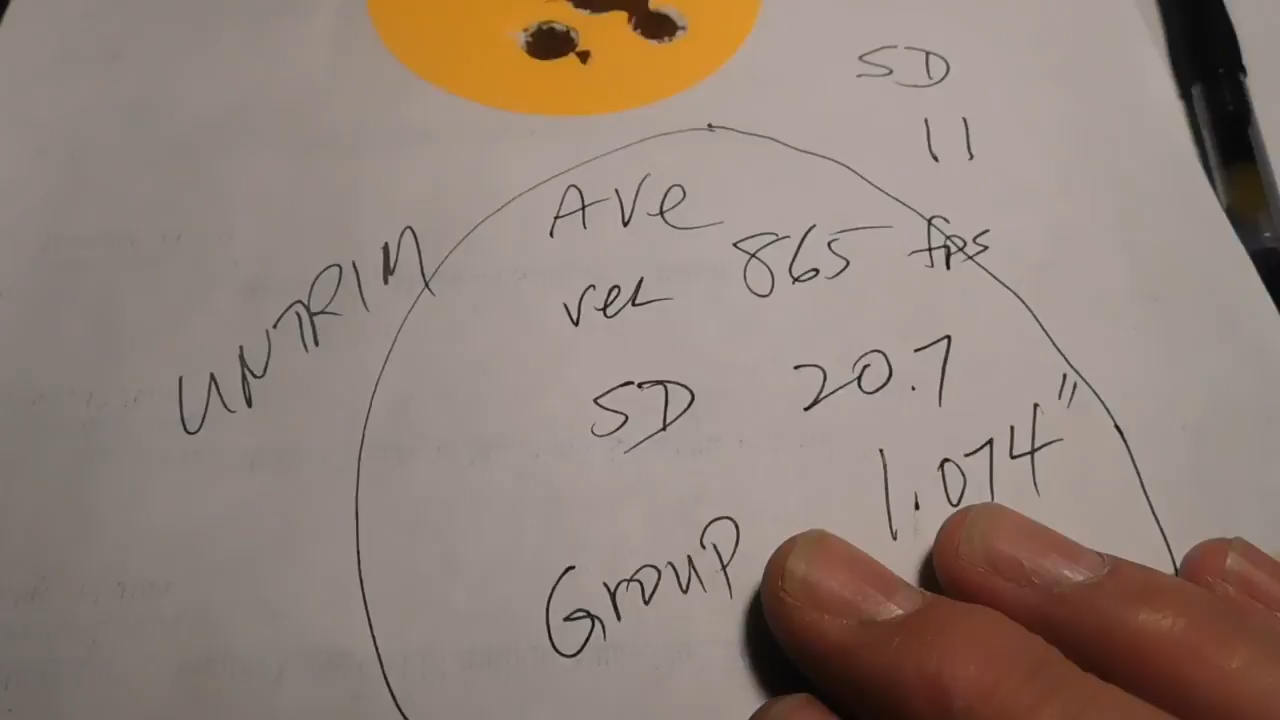 SD
11
UNTRIM
Ave
vel 865 fps
SD 20.7
Group 1.074"